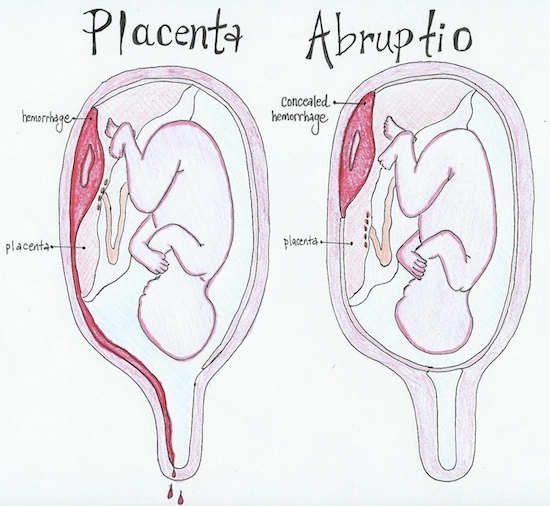 Placenta Abruptio
hemorrhage
placenta
concealed
hemorrhage
placenta